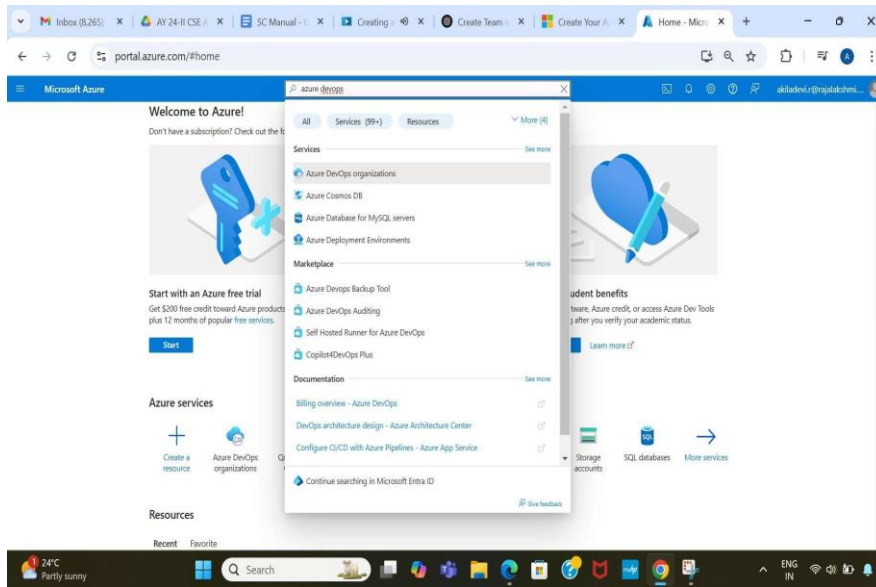 Inbox (8,265)
AY 24-II CSE
SC Manual -
Creating
Create Team
Create Your A
Home - Micro
portal.azure.com/#home
Microsoft Azure
azure devops
akiladevi.r@rajalakshmi....
Welcome to Azure!
Don't have a subscription? Check out the
All
Services (99+)
Resources
More (4)
Services
See more
Azure DevOps organizations
Azure Cosmos DB
Azure Database for MySQL servers
Azure Deployment Environments
Marketplace
See more
Azure Devops Backup Tool
Azure DevOps Auditing
Self Hosted Runner for Azure DevOps
Copilot4DevOps Plus
Documentation
See more
Billing overview - Azure DevOps
DevOps architecture design - Azure Architecture Center
Configure CI/CD with Azure Pipelines - Azure App Service
Continue searching in Microsoft Entra ID
Give feedback
Start with an Azure free trial
Get $200 free credit toward Azure products
plus 12 months of popular free services.
Start
udent benefits
tware, Azure credit, or access Azure Dev Tools
g after you verify your academic status.
Learn more
Azure services
Create a
resource
Azure DevOps
organizations
Storage
accounts
SQL databases
More services
Resources
Recent
Favorite
24°C
Partly sunny
Search
ENG
IN